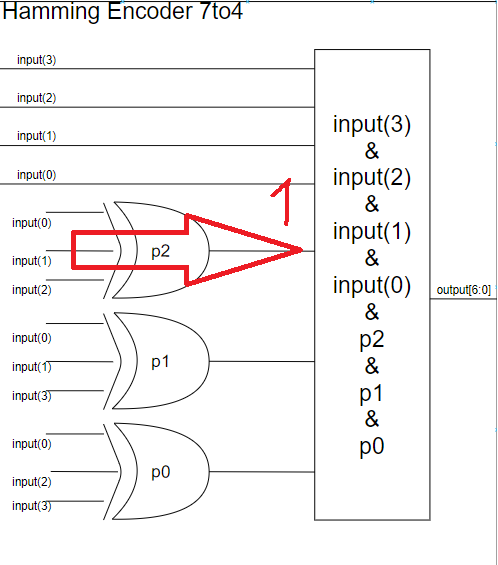 Hamming Encoder 7to4
input(3)
input(2)
input(1)
input(0)
input(0)
input(1)
input(2)
p2
1
input(0)
input(1)
input(3)
p1
input(0)
input(2)
input(3)
p0
input(3)
&
input(2)
&
input(1)
&
input(0)
&
p2
&
p1
&
p0
output[6:0]